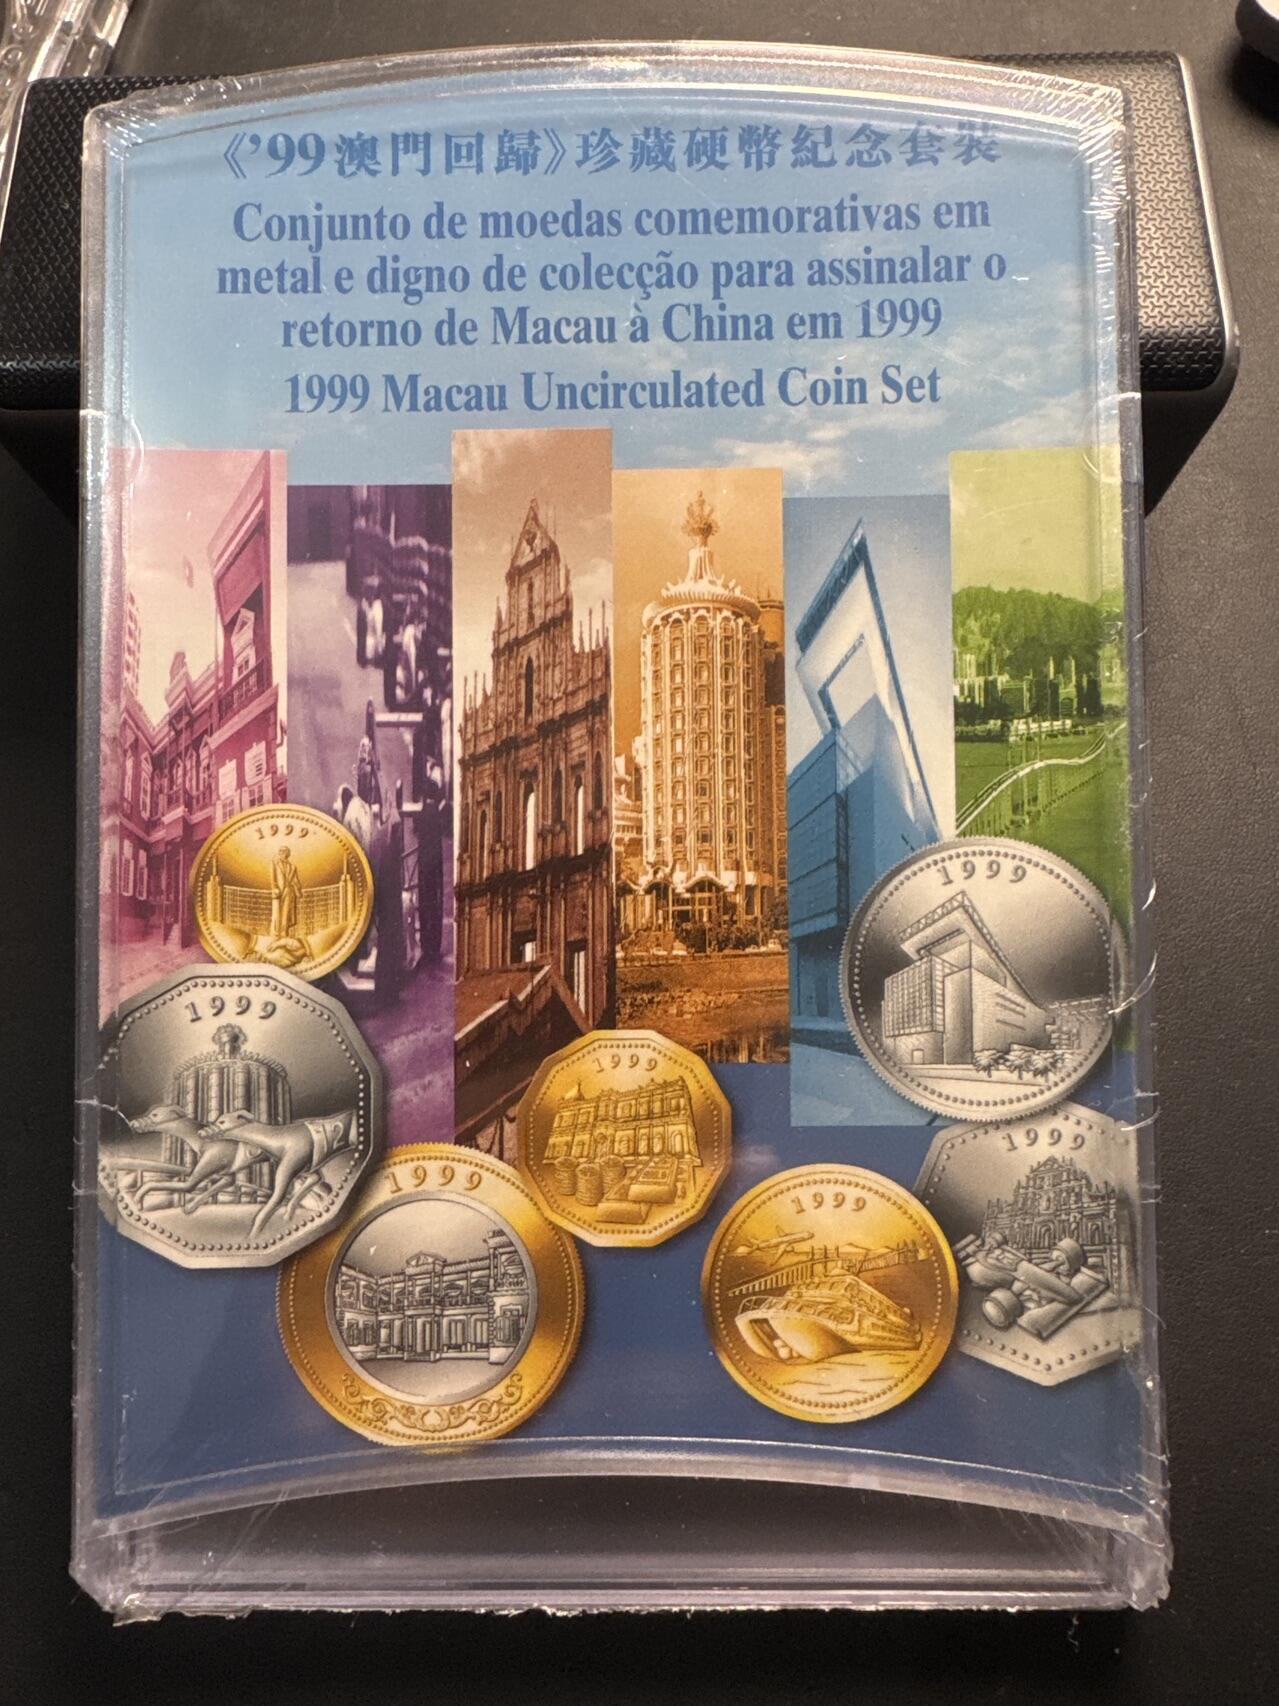 《’99澳門回歸》珍藏硬幣紀念套裝
Conjunto de moedas comemorativas em
metal e digno de colecção para assinalar o
retorno de Macau à China em 1999
1999 Macau Uncirculated Coin Set
1999
1999
1999
1999
1999
1999
1999
12